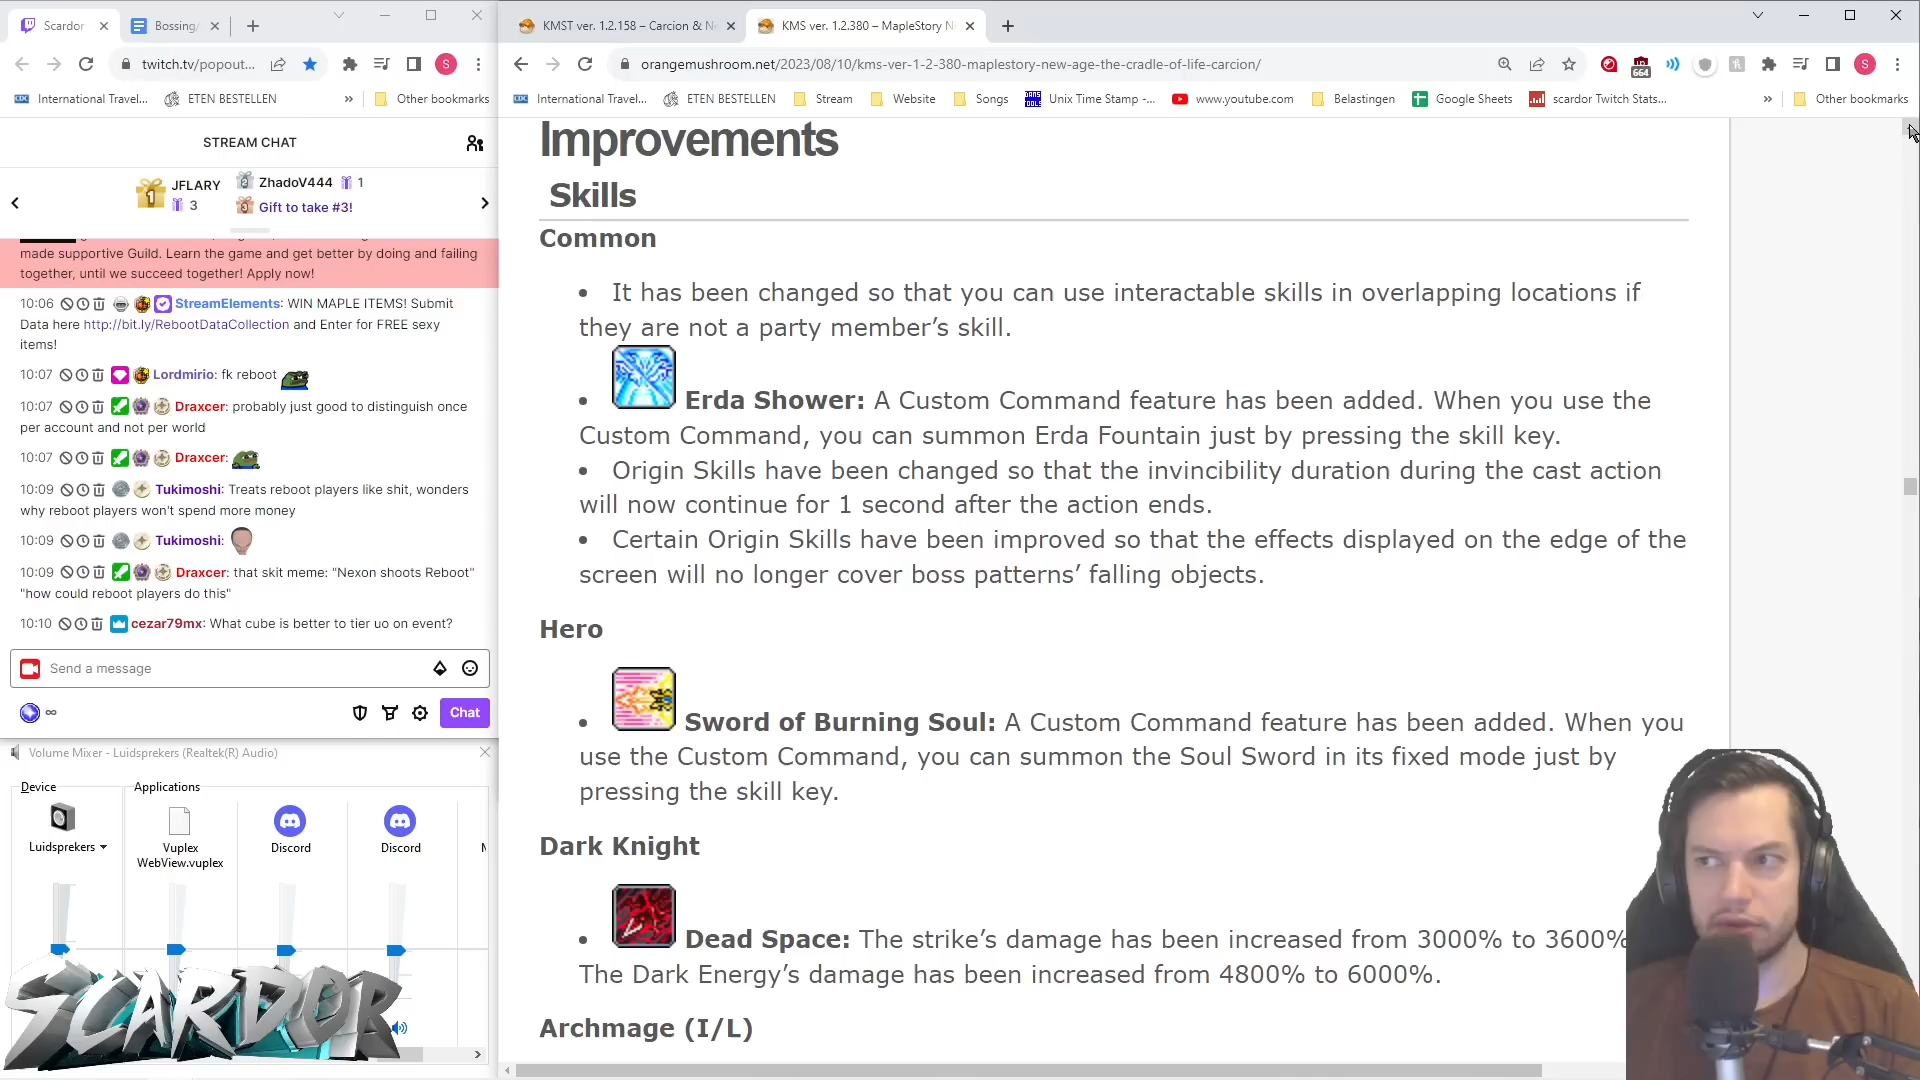 Scardor
Bossing/
KMST ver. 1.2.158 – Carcion & N
KMS ver. 1.2.380 – MapleStory N
twitch.tv/popout...
S
orangemushroom.net/2023/08/10/kms-ver-1-2-380-maplestory-new-age-the-cradle-of-life-carcion/
664
S
CDC International Travel...
ETEN BESTELLEN
»
Other bookmarks
CDC International Travel...
ETEN BESTELLEN
Stream
Website
Songs
Unix Time Stamp -...
www.youtube.com
Belastingen
Google Sheets
scardor Twitch Stats...
»
Other bookmarks
STREAM CHAT
1 JFLARY
3
2 ZhadoV444 1
3 Gift to take #3!
made supportive Guild. Learn the game and get better by doing and failing
together, until we succeed together! Apply now!
10:06 StreamElements: WIN MAPLE ITEMS! Submit
Data here http://bit.ly/RebootDataCollection and Enter for FREE sexy
items!
10:07 Lordmirio: fk reboot
10:07 Draxcer: probably just good to distinguish once
per account and not per world
10:07 Draxcer:
10:09 Tukimoshi: Treats reboot players like shit, wonders
why reboot players won't spend more money
10:09 Tukimoshi:
10:09 Draxcer: that skit meme: "Nexon shoots Reboot"
"how could reboot players do this"
10:10 cezar79mx: What cube is better to tier uo on event?
Send a message
∞
Chat
Volume Mixer - Luidsprekers (Realtek(R) Audio)
Device
Applications
Luidsprekers
Vuplex
WebView.vuplex
Discord
Discord
SCARDOR
Improvements
Skills
Common
• It has been changed so that you can use interactable skills in overlapping locations if
they are not a party member’s skill.
• Erda Shower: A Custom Command feature has been added. When you use the
Custom Command, you can summon Erda Fountain just by pressing the skill key.
• Origin Skills have been changed so that the invincibility duration during the cast action
will now continue for 1 second after the action ends.
• Certain Origin Skills have been improved so that the effects displayed on the edge of the
screen will no longer cover boss patterns’ falling objects.
Hero
• Sword of Burning Soul: A Custom Command feature has been added. When you
use the Custom Command, you can summon the Soul Sword in its fixed mode just by
pressing the skill key.
Dark Knight
• Dead Space: The strike’s damage has been increased from 3000% to 3600%
The Dark Energy’s damage has been increased from 4800% to 6000%.
Archmage (I/L)